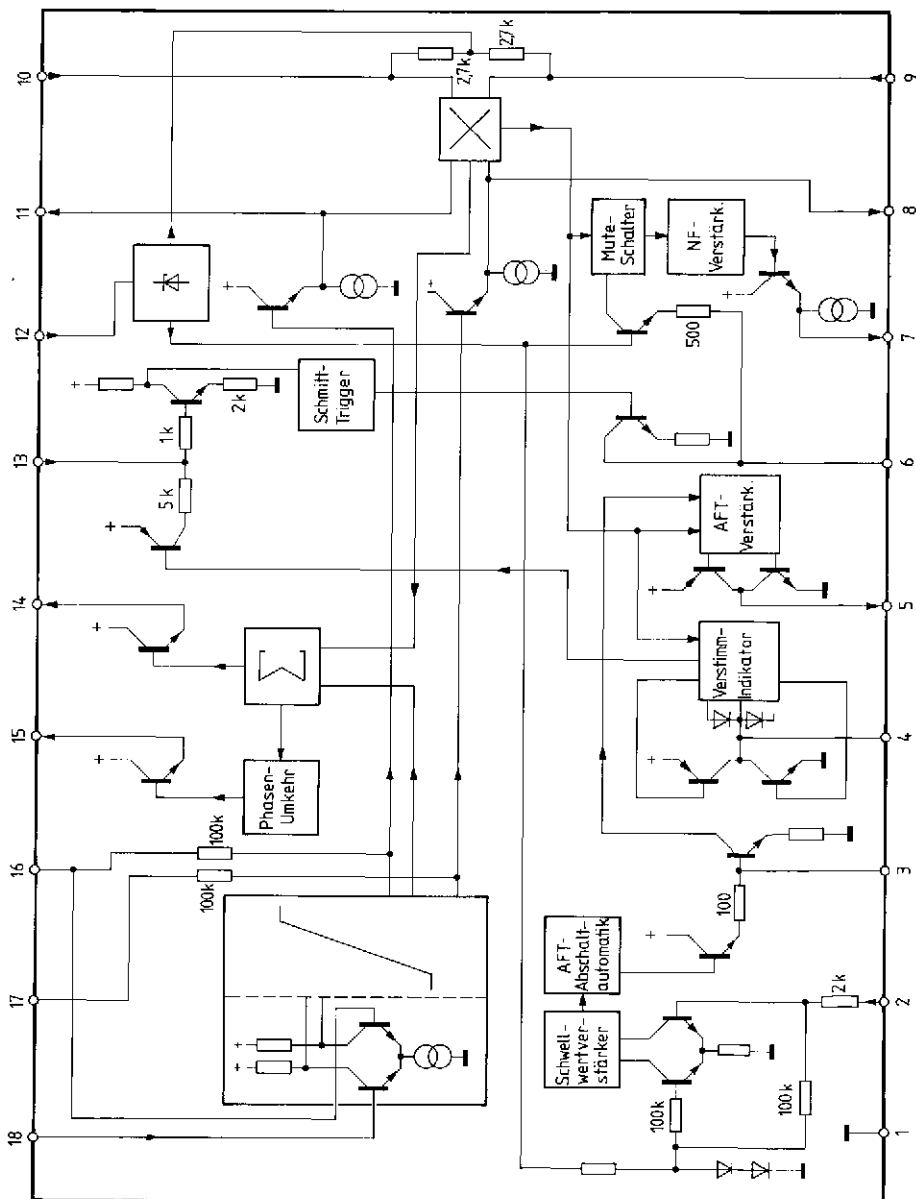 10
11
12
13
14
15
16
17
18
2,7k
2,7k
+
2k
1k
5k
+
+
+
+
+
+
+
Schmitt-
Trigger
Mute-
Schalter
NF-
Verstärk.
+
500
Σ
Phasen-
Umkehr
100k
100k
AFT-
Verstärk.
+
Verstimm-
Indikator
+
100
+
AFT-
Abschalt-
automatik
Schwell-
wertver-
stärker
2k
100k
100k
9
8
7
6
5
4
3
2
1